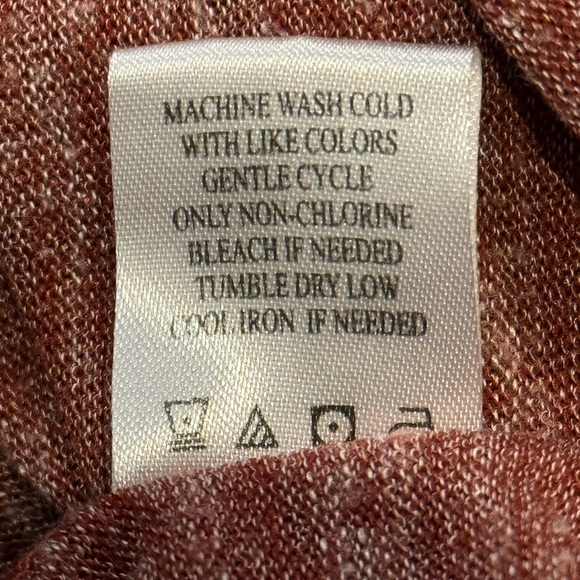 MACHINE WASH COLD
WITH LIKE COLORS
GENTLE CYCLE
ONLY NON-CHLORINE
BLEACH IF NEEDED
TUMBLE DRY LOW
COOL IRON IF NEEDED